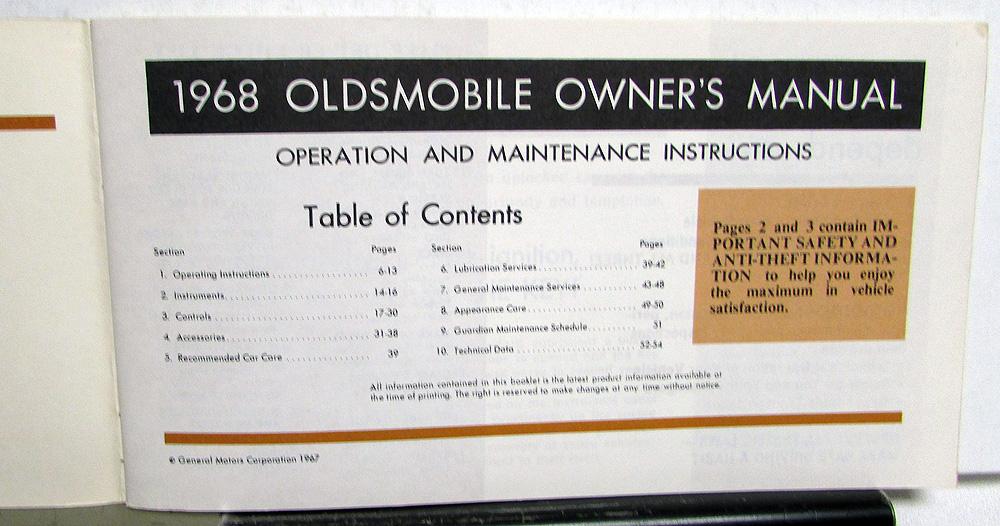 1968 OLDSMOBILE OWNER'S MANUAL
OPERATION AND MAINTENANCE INSTRUCTIONS
Table of Contents
Section Pages
1. Operating Instructions 6-13
2. Instruments 14-16
3. Controls 17-30
4. Accessories 31-38
5. Recommended Car Care 39
Section Pages
6. Lubrication Services 39-42
7. General Maintenance Services 43-48
8. Appearance Care 49-50
9. Guardian Maintenance Schedule 51
10. Technical Data 52-54
Pages 2 and 3 contain IM-
PORTANT SAFETY AND
ANTI-THEFT INFORMA-
TION to help you enjoy
the maximum in vehicle
satisfaction.
All information contained in this booklet is the latest product information available at
the time of printing. The right is reserved to make changes at any time without notice.
© General Motors Corporation 1967